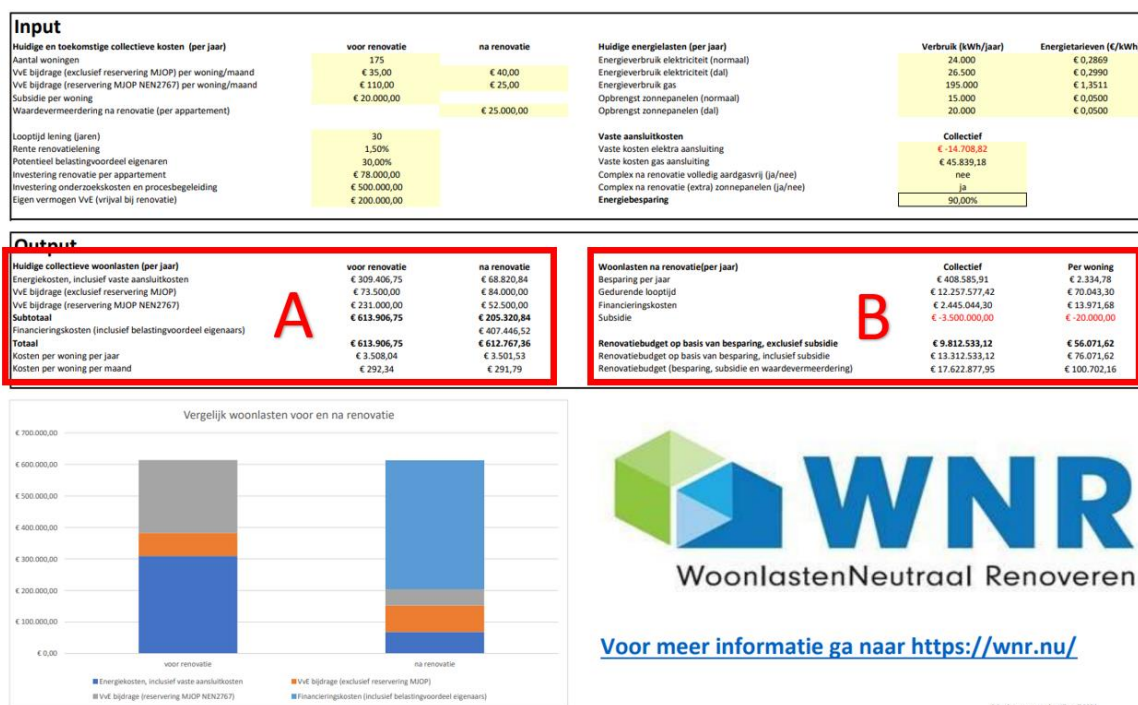 Input
Huidige en toekomstige collectieve kosten (per jaar) voor renovatie na renovatie
Aantal woningen 175
VvE bijdrage (exclusief reservering MJOP) per woning/maand € 35,00 € 40,00
VvE bijdrage (reservering MJOP NEN2767) per woning/maand € 110,00 € 25,00
Subsidie per woning € 20.000,00
Waardevermeerdering na renovatie (per appartement) € 25.000,00
Looptijd lening (jaren) 30
Rente renovatielening 1,50%
Potentieel belastingvoordeel eigenaren 30,00%
Investering renovatie per appartement € 78.000,00
Investering onderzoekskosten en procesbegeleiding € 500.000,00
Eigen vermogen VvE (vrijval bij renovatie) € 200.000,00
Huidige energielasten (per jaar) Verbruik (kWh/jaar) Energietarieven (€/kWh
Energieverbruik elektriciteit (normaal) 24.000 € 0,2869
Energieverbruik elektriciteit (dal) 26.500 € 0,2990
Energieverbruik gas 195.000 € 1,3511
Opbrengst zonnepanelen (normaal) 15.000 € 0,0500
Opbrengst zonnepanelen (dal) 20.000 € 0,0500
Vaste aansluitkosten Collectief
Vaste kosten elektra aansluiting € -14.708,82
Vaste kosten gas aansluiting € 45.839,18
Complex na renovatie volledig aardgasvrij (ja/nee) nee
Complex na renovatie (extra) zonnepanelen (ja/nee) ja
Energiebesparing 90,00%
Output
Huidige collectieve woonlasten (per jaar) voor renovatie na renovatie
Energiekosten, inclusief vaste aansluitkosten € 309.406,75 € 68.820,84
VvE bijdrage (exclusief reservering MJOP) € 73.500,00 € 84.000,00
VvE bijdrage (reservering MJOP NEN2767) € 231.000,00 € 52.500,00
Subtotaal € 613.906,75 € 205.320,84
Financieringskosten (inclusief belastingvoordeel eigenaars) € 407.446,52
Totaal € 613.906,75 € 612.767,36
Kosten per woning per jaar € 3.508,04 € 3.501,53
Kosten per woning per maand € 292,34 € 291,79
A
Woonlasten na renovatie(per jaar) Collectief Per woning
Besparing per jaar € 408.585,91 € 2.334,78
Gedurende looptijd € 12.257.577,42 € 70.043,30
Financieringskosten € 2.445.044,30 € 13.971,68
Subsidie € -3.500.000,00 € -20.000,00
Renovatiebudget op basis van besparing, exclusief subsidie € 9.812.533,12 € 56.071,62
Renovatiebudget op basis van besparing, inclusief subsidie € 13.312.533,12 € 76.071,62
Renovatiebudget (besparing, subsidie en waardevermeerdering) € 17.622.877,95 € 100.702,16
B
Vergelijk woonlasten voor en na renovatie
€ 700.000,00
€ 600.000,00
€ 500.000,00
€ 400.000,00
€ 300.000,00
€ 200.000,00
€ 100.000,00
€ 0,00
voor renovatie na renovatie
Energiekosten, inclusief vaste aansluitkosten VvE bijdrage (exclusief reservering MJOP)
VvE bijdrage (reservering MJOP NEN2767) Financieringskosten (inclusief belastingvoordeel eigenaars)
WNR
WoonlastenNeutraal Renoveren
Voor meer informatie ga naar https://wnr.nu/